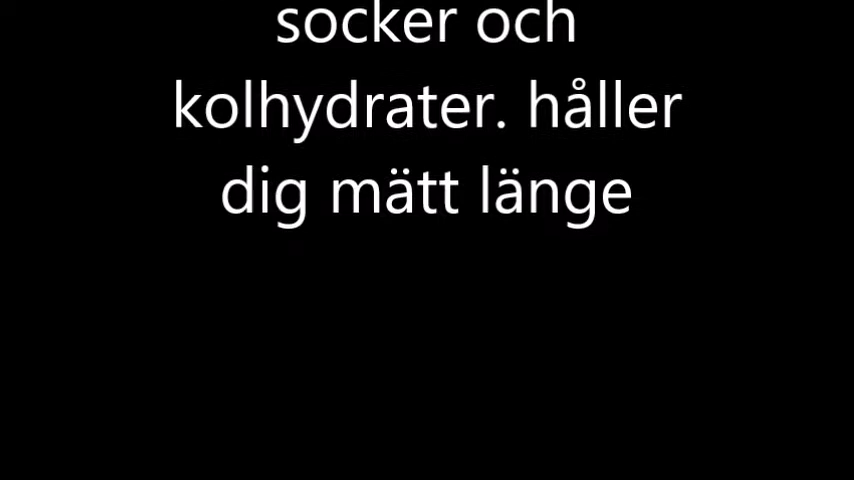 socker och
kolhydrater. håller
dig mätt länge